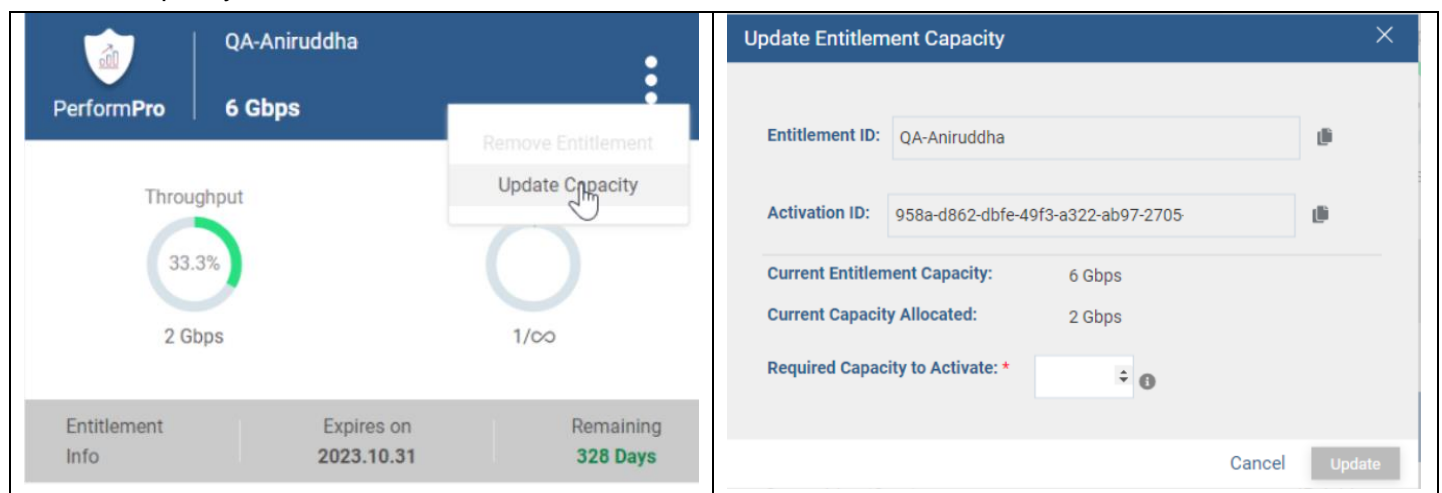 QA-Aniruddha
PerformPro
6 Gbps
Remove Entitlement
Update Capacity
Throughput
33.3%
2 Gbps
1/∞
Entitlement Info
Expires on 2023.10.31
Remaining 328 Days
Update Entitlement Capacity
Entitlement ID: QA-Aniruddha
Activation ID: 958a-d862-dbfe-49f3-a322-ab97-2705-
Current Entitlement Capacity: 6 Gbps
Current Capacity Allocated: 2 Gbps
Required Capacity to Activate: *
Cancel Update